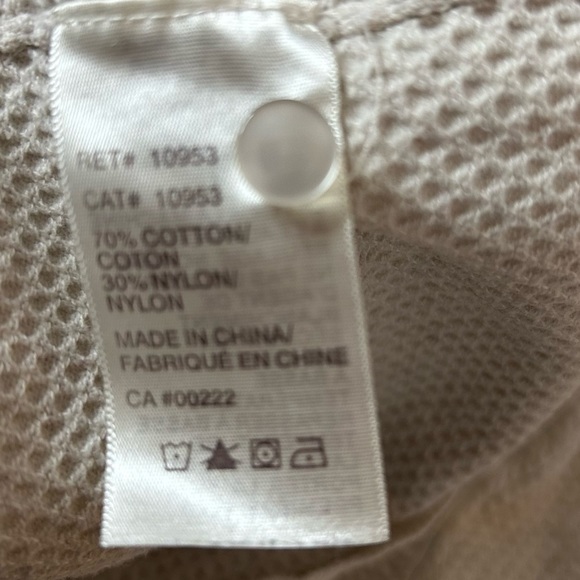 RET# 10953
CAT# 10953
70% COTTON/
COTON
30% NYLON/
NYLON
MADE IN CHINA/
FABRIQUÉ EN CHINE
CA #00222